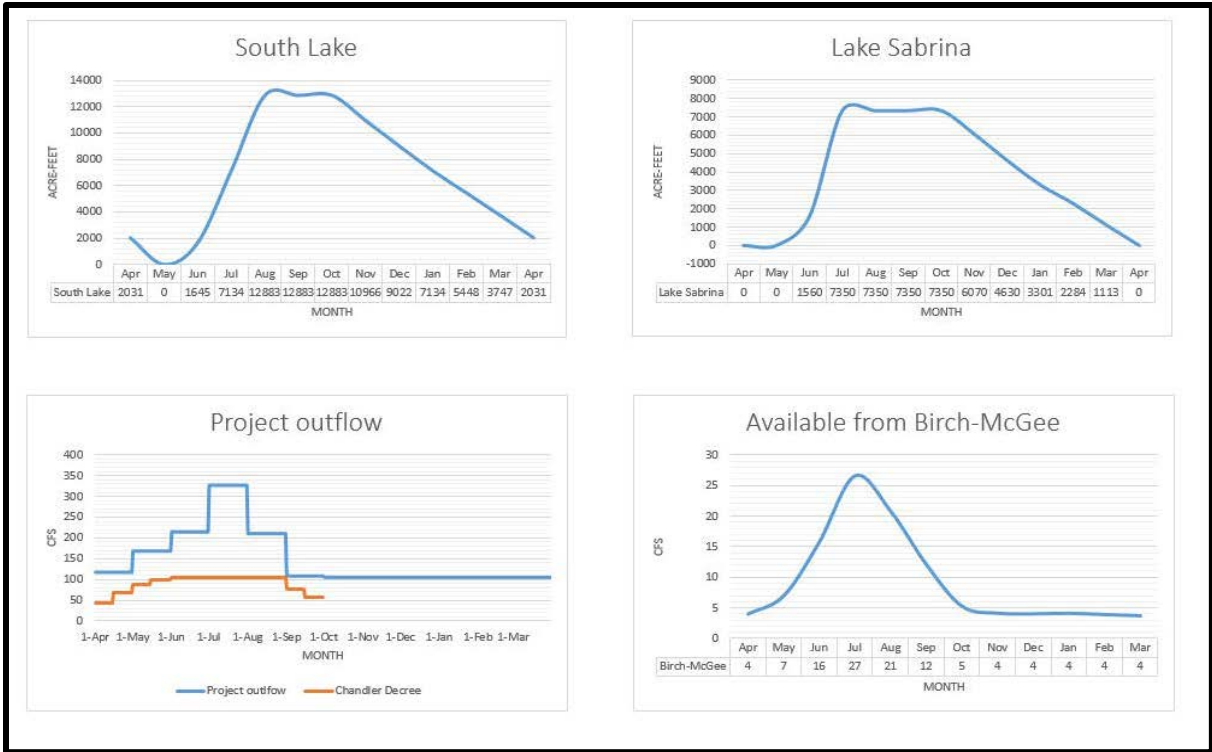 South Lake
14000
12000
10000
8000
6000
4000
2000
0
ACRE-FEET
Apr May Jun Jul Aug Sep Oct Nov Dec Jan Feb Mar Apr
South Lake 2031 0 1645 7134 12883 12883 12883 10966 9022 7134 5448 3747 2031
MONTH
Lake Sabrina
9000
8000
7000
6000
5000
4000
3000
2000
1000
0
-1000
ACRE-FEET
Apr May Jun Jul Aug Sep Oct Nov Dec Jan Feb Mar Apr
Lake Sabrina 0 0 1560 7350 7350 7350 7350 6070 4630 3301 2284 1113 0
MONTH
Project outflow
400
350
300
250
200
150
100
50
0
CFS
1-Apr 1-May 1-Jun 1-Jul 1-Aug 1-Sep 1-Oct 1-Nov 1-Dec 1-Jan 1-Feb 1-Mar
MONTH
Project outlfow Chandler Decree
Available from Birch-McGee
30
25
20
15
10
5
0
CFS
Apr May Jun Jul Aug Sep Oct Nov Dec Jan Feb Mar
Birch-McGee 4 7 16 27 21 12 5 4 4 4 4 4
MONTH